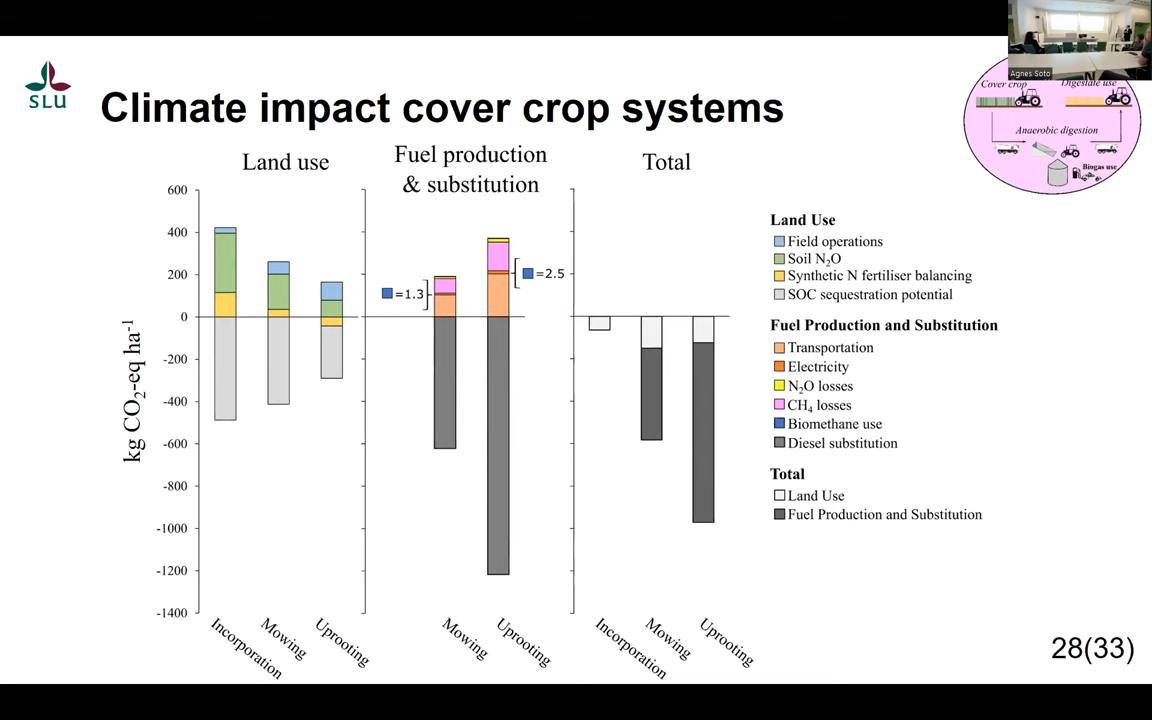 Agnes Soto
SLU
Climate impact cover crop systems
Cover crop
Digestate use
Anaerobic digestion
Biogas use
Land use
Fuel production
& substitution
Total
kg CO2-eq ha-1
600
400
200
0
-200
-400
-600
-800
-1000
-1200
-1400
=1.3
=2.5
Incorporation
Mowing
Uprooting
Mowing
Uprooting
Incorporation
Mowing
Uprooting
Land Use
Field operations
Soil N2O
Synthetic N fertiliser balancing
SOC sequestration potential
Fuel Production and Substitution
Transportation
Electricity
N2O losses
CH4 losses
Biomethane use
Diesel substitution
Total
Land Use
Fuel Production and Substitution
28(33)